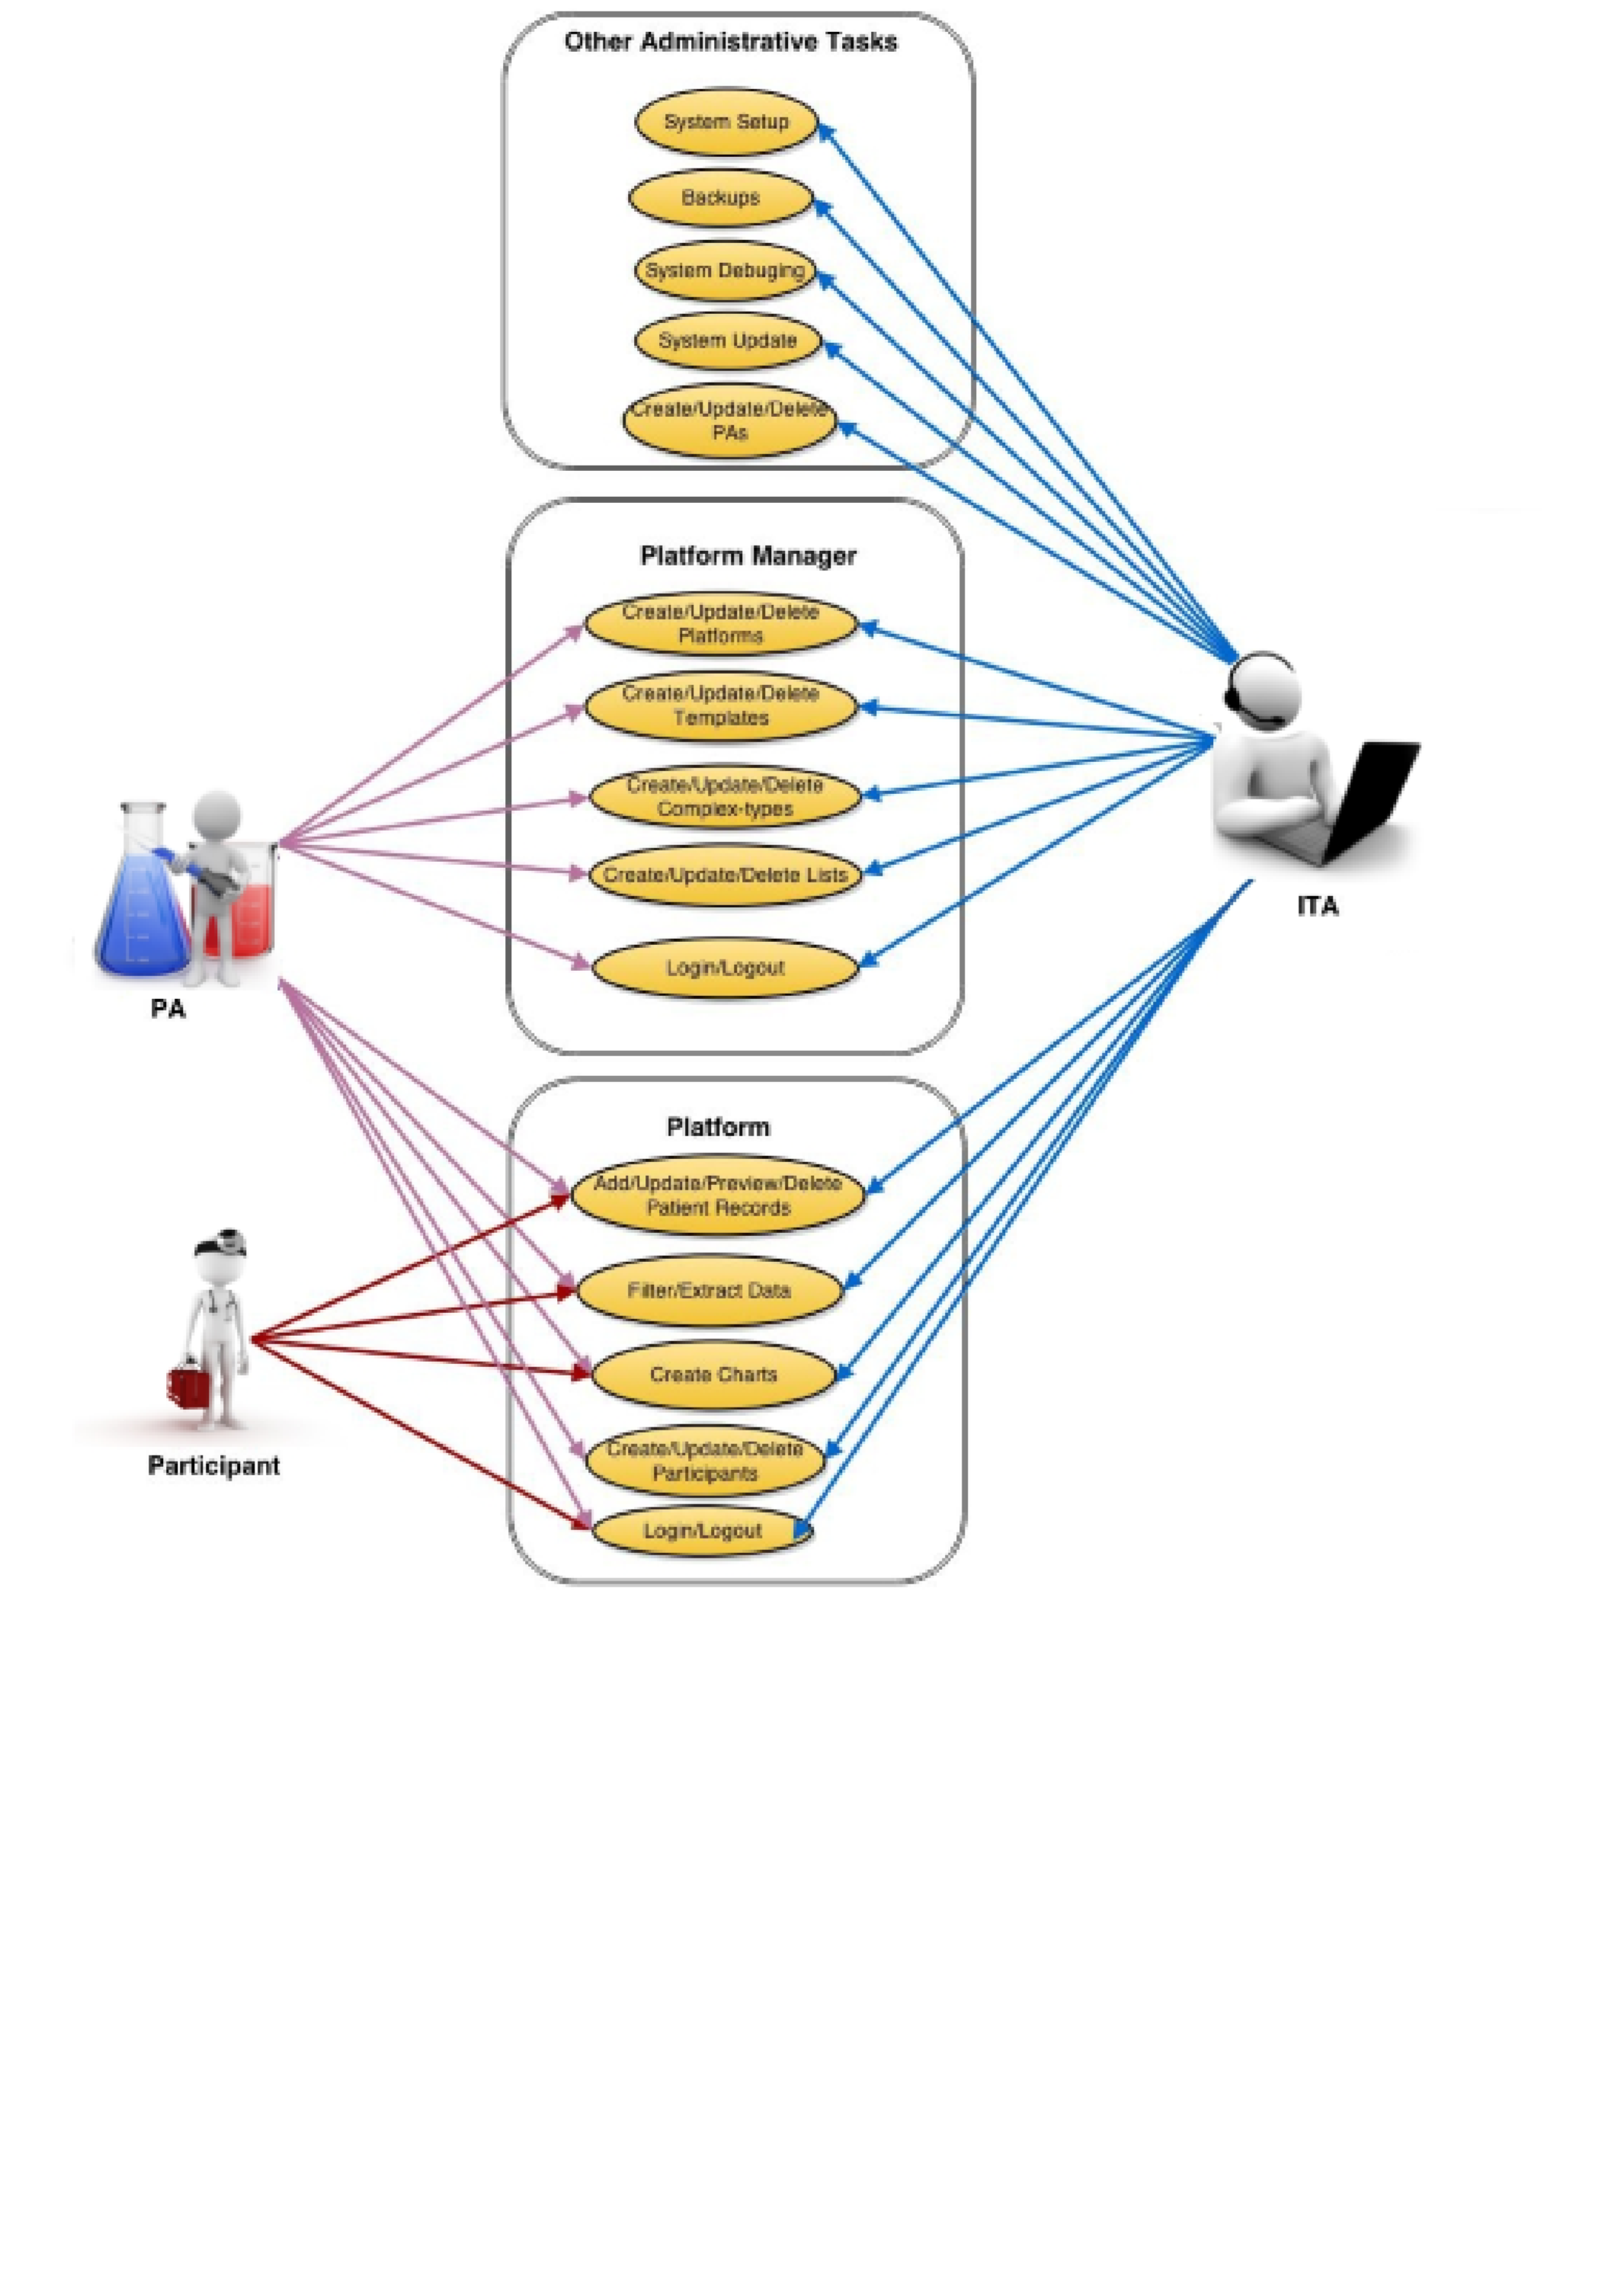 Other Administrative Tasks
System Setup
Backups
System Debuging
System Update
Create/Update/Delete
PAs
Platform Manager
Create/Update/Delete
Platforms
Create/Update/Delete
Templates
Create/Update/Delete
Complex-types
Create/Update/Delete Lists
Login/Logout
ITA
PA
Platform
Add/Update/Preview/Delete
Patient Records
Filter/Extract Data
Create Charts
Create/Update/Delete
Participants
Login/Logout
Participant